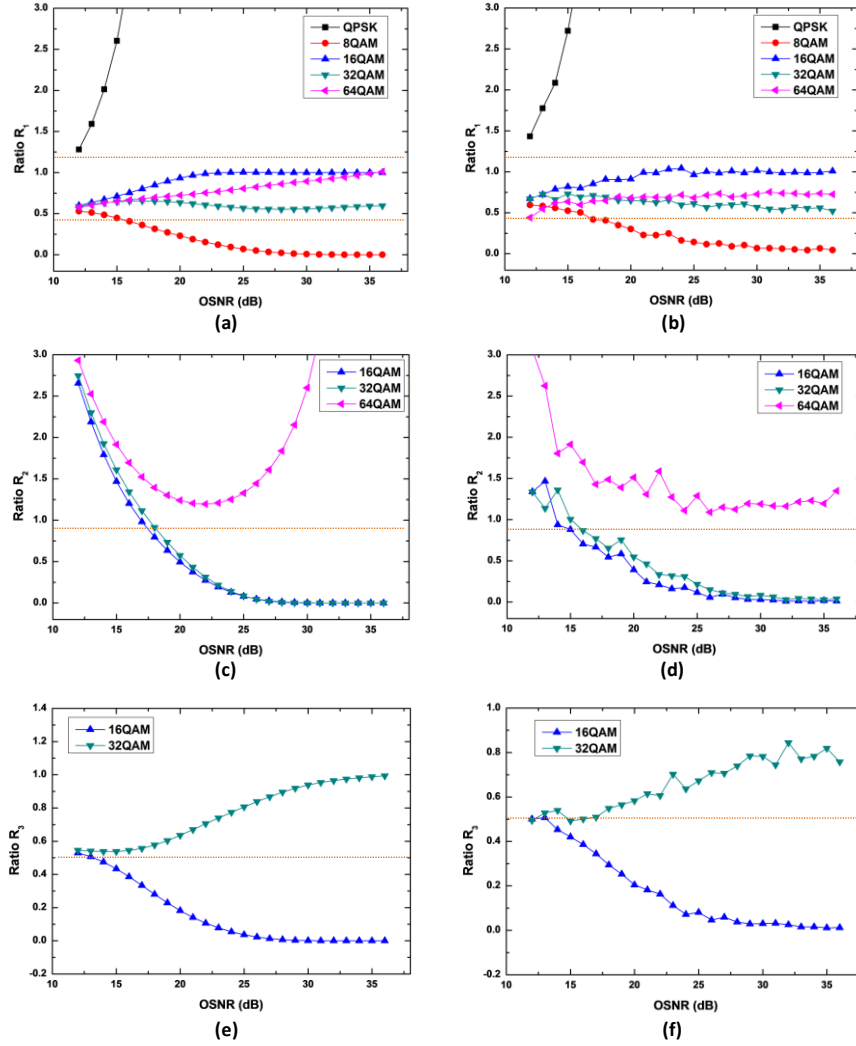 QPSK
8QAM
16QAM
32QAM
64QAM
Ratio R1
3.0
2.5
2.0
1.5
1.0
0.5
0.0
10 15 20 25 30 35
OSNR (dB)
(a)
QPSK
8QAM
16QAM
32QAM
64QAM
Ratio R1
3.0
2.5
2.0
1.5
1.0
0.5
0.0
10 15 20 25 30 35
OSNR (dB)
(b)
16QAM
32QAM
64QAM
Ratio R2
3.0
2.5
2.0
1.5
1.0
0.5
0.0
10 15 20 25 30 35
OSNR (dB)
(c)
16QAM
32QAM
64QAM
Ratio R2
3.0
2.5
2.0
1.5
1.0
0.5
0.0
10 15 20 25 30 35
OSNR (dB)
(d)
16QAM
32QAM
Ratio R3
1.4
1.2
1.0
0.8
0.6
0.4
0.2
0.0
-0.2
10 15 20 25 30 35
OSNR (dB)
(e)
16QAM
32QAM
Ratio R3
1.0
0.8
0.6
0.4
0.2
0.0
-0.2
10 15 20 25 30 35
OSNR (dB)
(f)